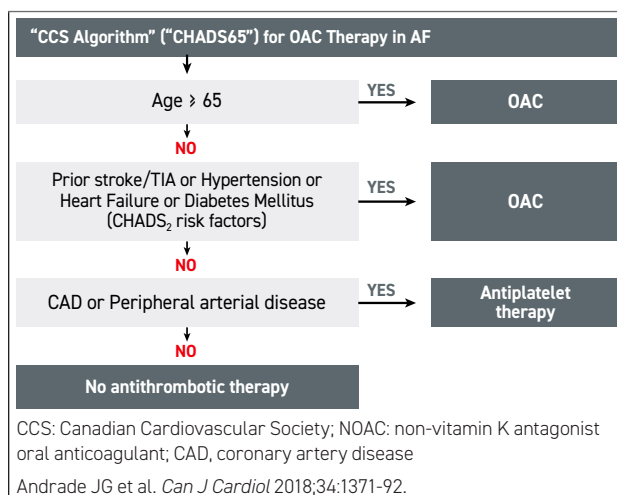 “CCS Algorithm” (“CHADS65”) for OAC Therapy in AF
Age ⩾ 65
YES
OAC
NO
Prior stroke/TIA or Hypertension or
Heart Failure or Diabetes Mellitus
(CHADS₂ risk factors)
YES
OAC
NO
CAD or Peripheral arterial disease
YES
Antiplatelet
therapy
NO
No antithrombotic therapy
CCS: Canadian Cardiovascular Society; NOAC: non-vitamin K antagonist
oral anticoagulant; CAD, coronary artery disease
Andrade JG et al. Can J Cardiol 2018;34:1371-92.